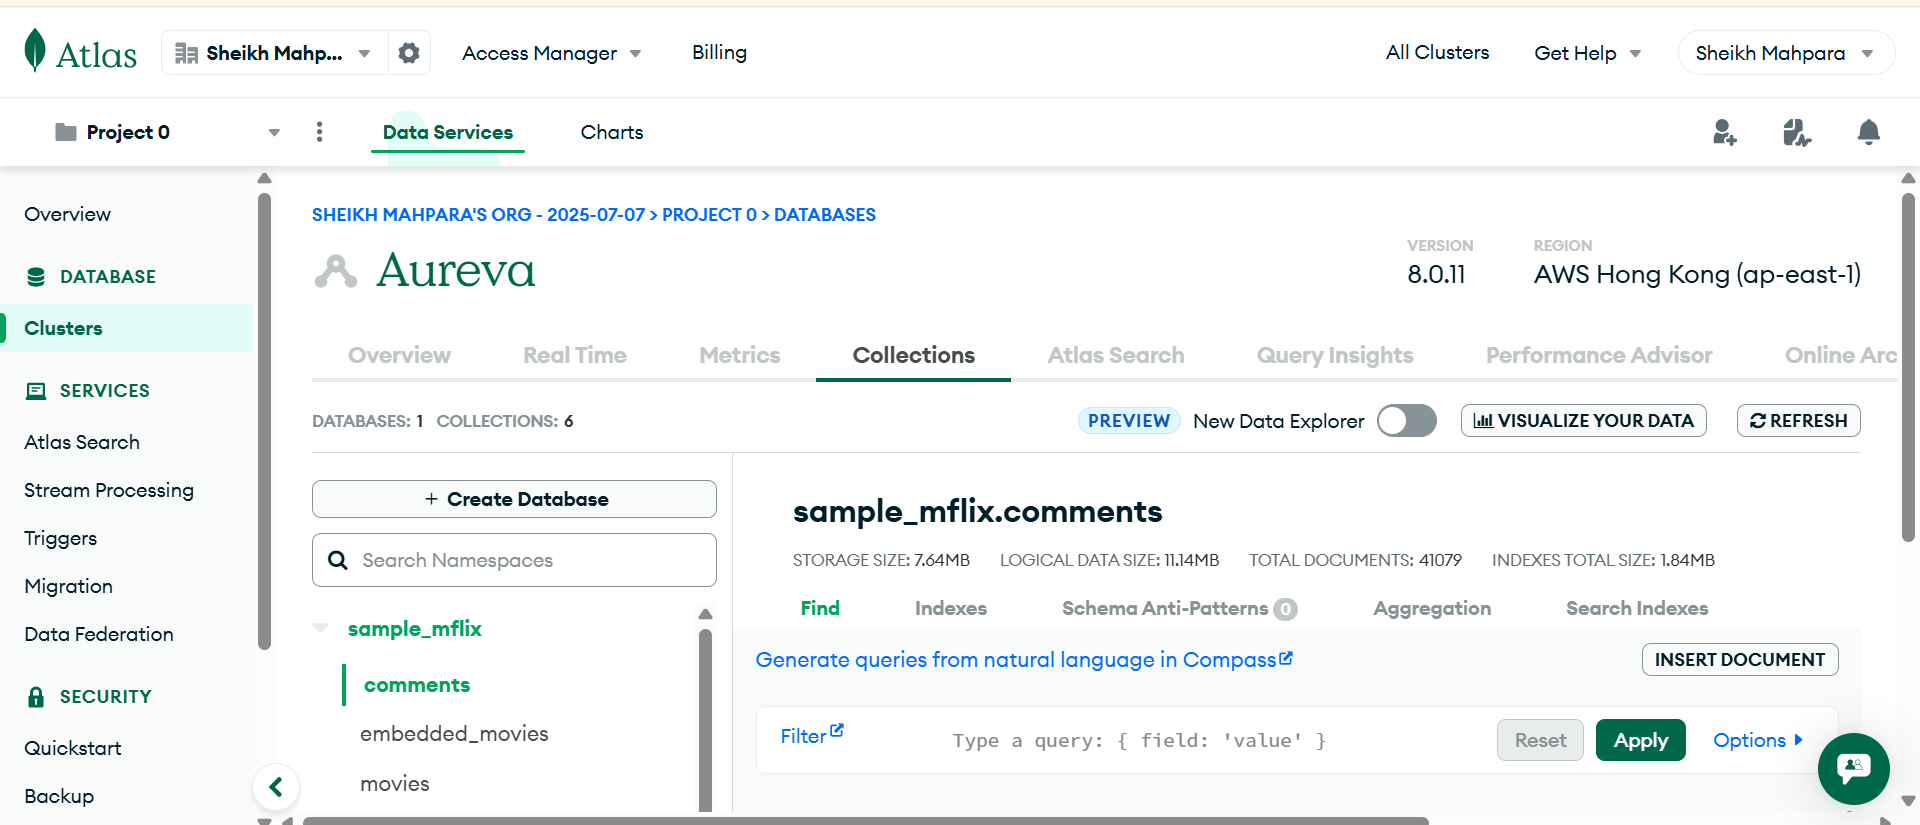 Atlas
Sheikh Mahp...
Access Manager
Billing
All Clusters
Get Help
Sheikh Mahpara
Project 0
Data Services
Charts
Overview
DATABASE
Clusters
SERVICES
Atlas Search
Stream Processing
Triggers
Migration
Data Federation
SECURITY
Quickstart
Backup
SHEIKH MAHPARA'S ORG - 2025-07-07 > PROJECT 0 > DATABASES
Aureva
VERSION
8.0.11
REGION
AWS Hong Kong (ap-east-1)
Overview
Real Time
Metrics
Collections
Atlas Search
Query Insights
Performance Advisor
Online Arc
DATABASES: 1 COLLECTIONS: 6
PREVIEW
New Data Explorer
VISUALIZE YOUR DATA
REFRESH
+ Create Database
Search Namespaces
sample_mflix
comments
embedded_movies
movies
sample_mflix.comments
STORAGE SIZE: 7.64MB
LOGICAL DATA SIZE: 11.14MB
TOTAL DOCUMENTS: 41079
INDEXES TOTAL SIZE: 1.84MB
Find
Indexes
Schema Anti-Patterns 0
Aggregation
Search Indexes
Generate queries from natural language in Compass
INSERT DOCUMENT
Filter
Type a query: { field: 'value' }
Reset
Apply
Options